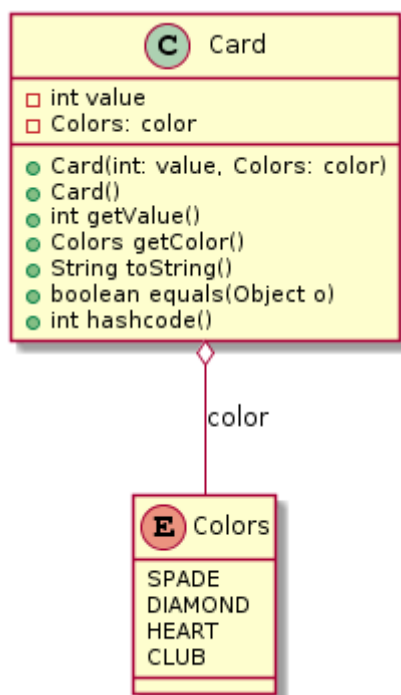 C Card
int value
Colors: color
Card(int: value, Colors: color)
Card()
int getValue()
Colors getColor()
String toString()
boolean equals(Object o)
int hashcode()
color
E Colors
SPADE
DIAMOND
HEART
CLUB